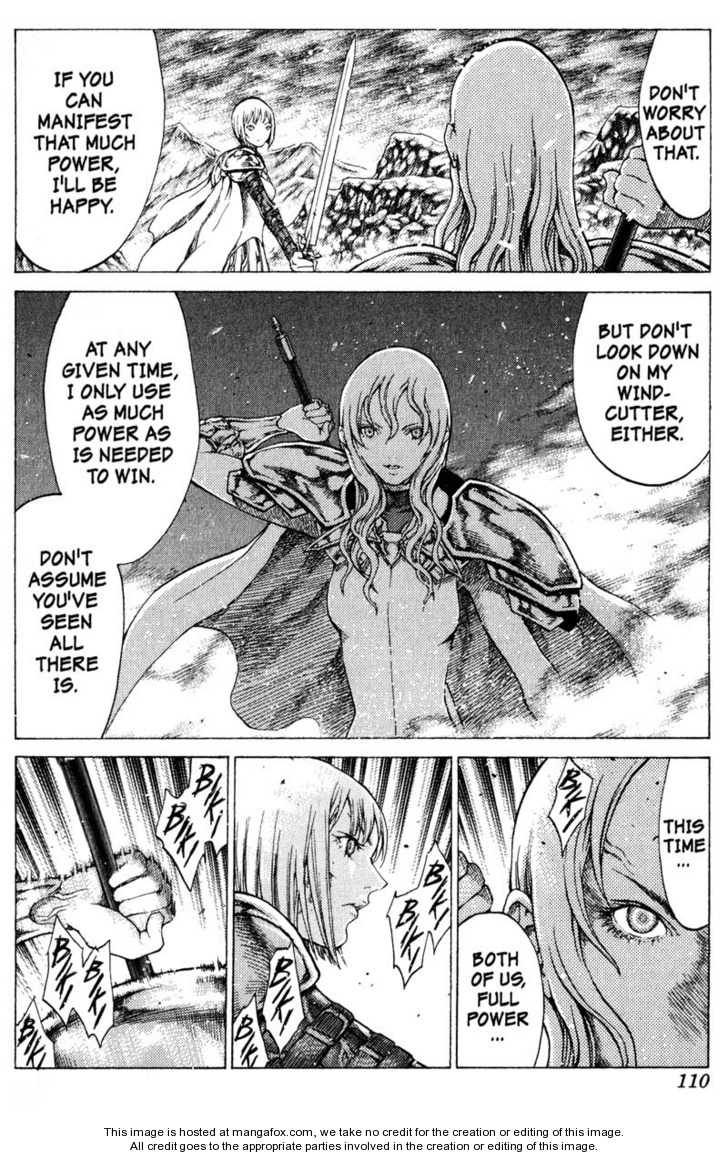 DON'T
WORRY
ABOUT
THAT.
IF YOU
CAN
MANIFEST
THAT MUCH
POWER,
I'LL BE
HAPPY.
BUT DON'T
LOOK DOWN
ON MY
WIND-
CUTTER,
EITHER.
AT ANY
GIVEN TIME,
I ONLY USE
AS MUCH
POWER AS
IS NEEDED
TO WIN.
DON'T
ASSUME
YOU'VE
SEEN
ALL
THERE
IS.
THIS
TIME
...
BIKI
BOTH
OF US,
FULL
POWER
...
BIKI
BIKI
BIKI
BIKI
BIKI
BIKI
BIKI
BIKI
BIKI
BIKI
110
This image is hosted at mangafox.com, we take no credit for the creation or editing of this image.
All credit goes to the appropriate parties involved in the creation or editing of this image.